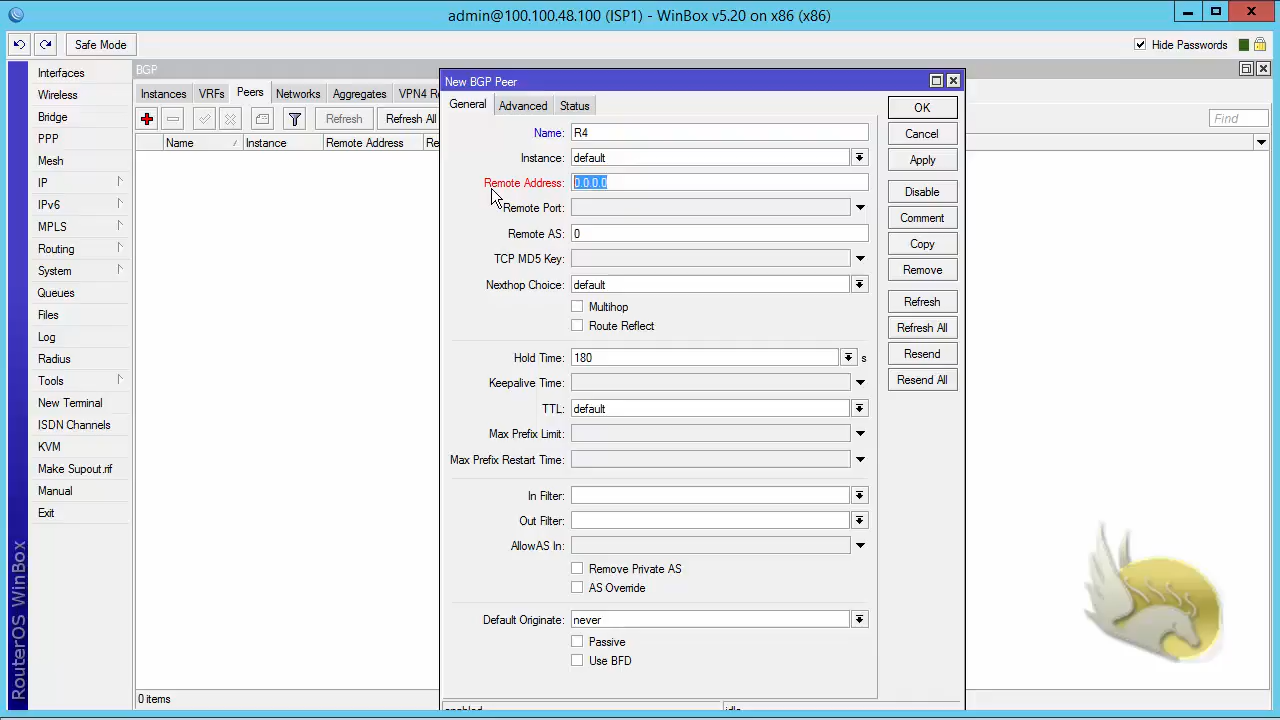 admin@100.100.48.100 (ISP1) - WinBox v5.20 on x86 (x86)
Safe Mode
Hide Passwords
RouterOS WinBox
Interfaces
Wireless
Bridge
PPP
Mesh
IP
IPv6
MPLS
Routing
System
Queues
Files
Log
Radius
Tools
New Terminal
ISDN Channels
KVM
Make Supout.rif
Manual
Exit
BGP
Instances VRFs Peers Networks Aggregates VPN4 Ro
Refresh Refresh All
Find
Name Instance Remote Address Re
0 items
New BGP Peer
General Advanced Status
Name: R4
Instance: default
Remote Address: 0.0.0.0
Remote Port:
Remote AS: 0
TCP MD5 Key:
Nexthop Choice: default
Multihop
Route Reflect
Hold Time: 180 s
Keepalive Time:
TTL: default
Max Prefix Limit:
Max Prefix Restart Time:
In Filter:
Out Filter:
AllowAS In:
Remove Private AS
AS Override
Default Originate: never
Passive
Use BFD
enabled idle
OK
Cancel
Apply
Disable
Comment
Copy
Remove
Refresh
Refresh All
Resend
Resend All